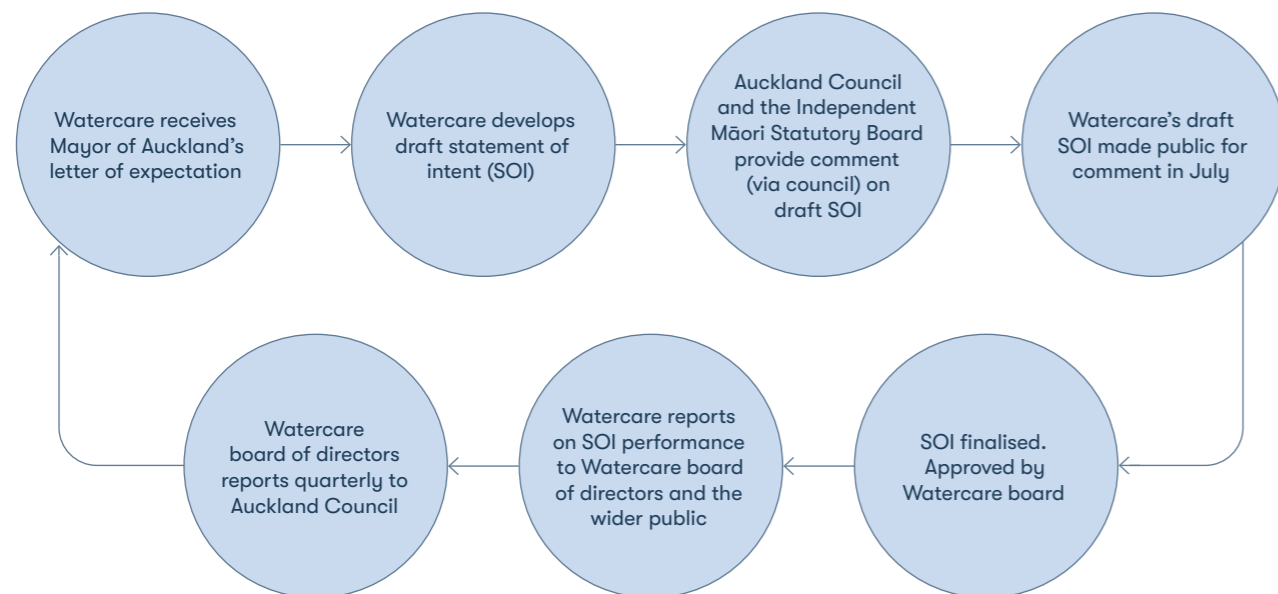 Watercare receives
Mayor of Auckland's
letter of expectation
Watercare develops
draft statement of
intent (SOI)
Auckland Council
and the Independent
Māori Statutory Board
provide comment
(via council) on
draft SOI
Watercare's draft
SOI made public for
comment in July
SOI finalised.
Approved by
Watercare board
Watercare reports
on SOI performance
to Watercare board
of directors and the
wider public
Watercare
board of directors
reports quarterly to
Auckland Council